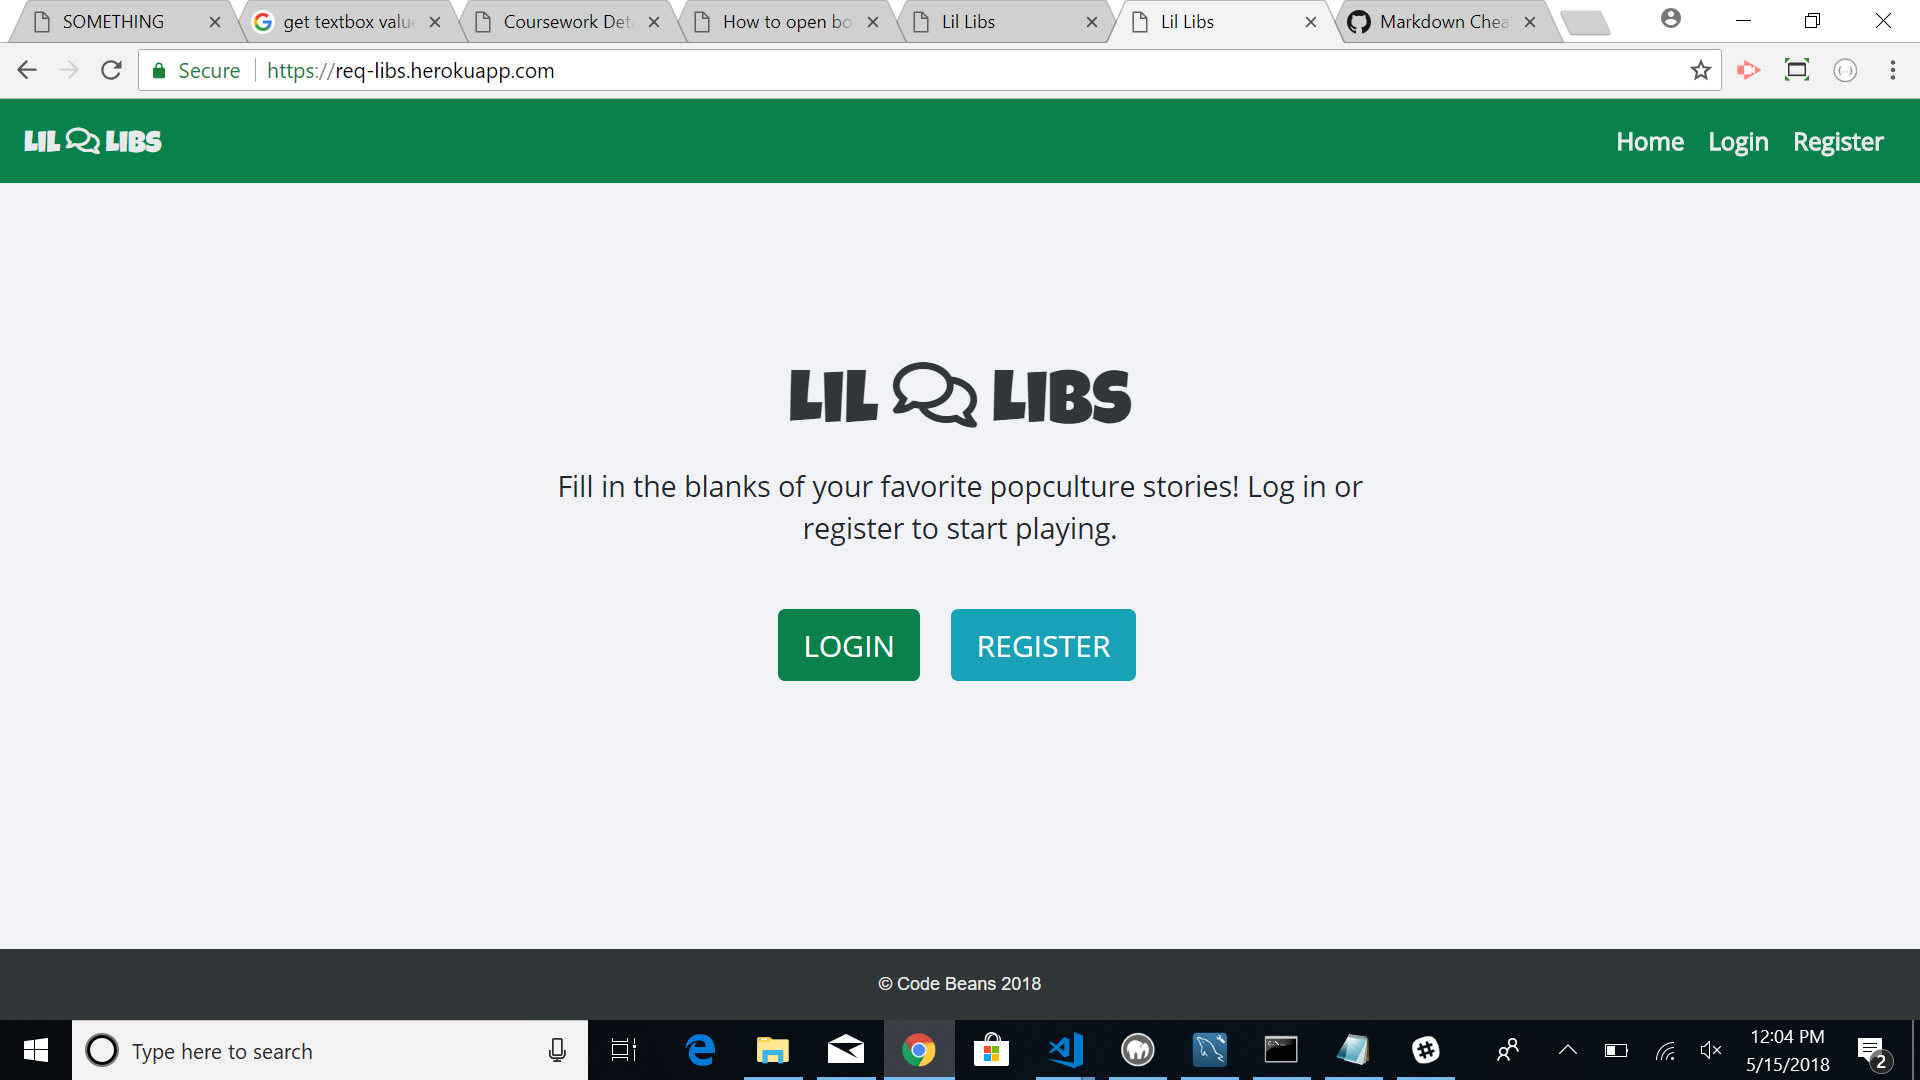 SOMETHING
get textbox valu
Coursework Det
How to open bo
Lil Libs
Lil Libs
Markdown Chea
Secure
https://req-libs.herokuapp.com
LIL LIBS
Home
Login
Register
LIL LIBS
Fill in the blanks of your favorite popculture stories! Log in or
register to start playing.
LOGIN
REGISTER
© Code Beans 2018
Type here to search
12:04 PM
5/15/2018
2